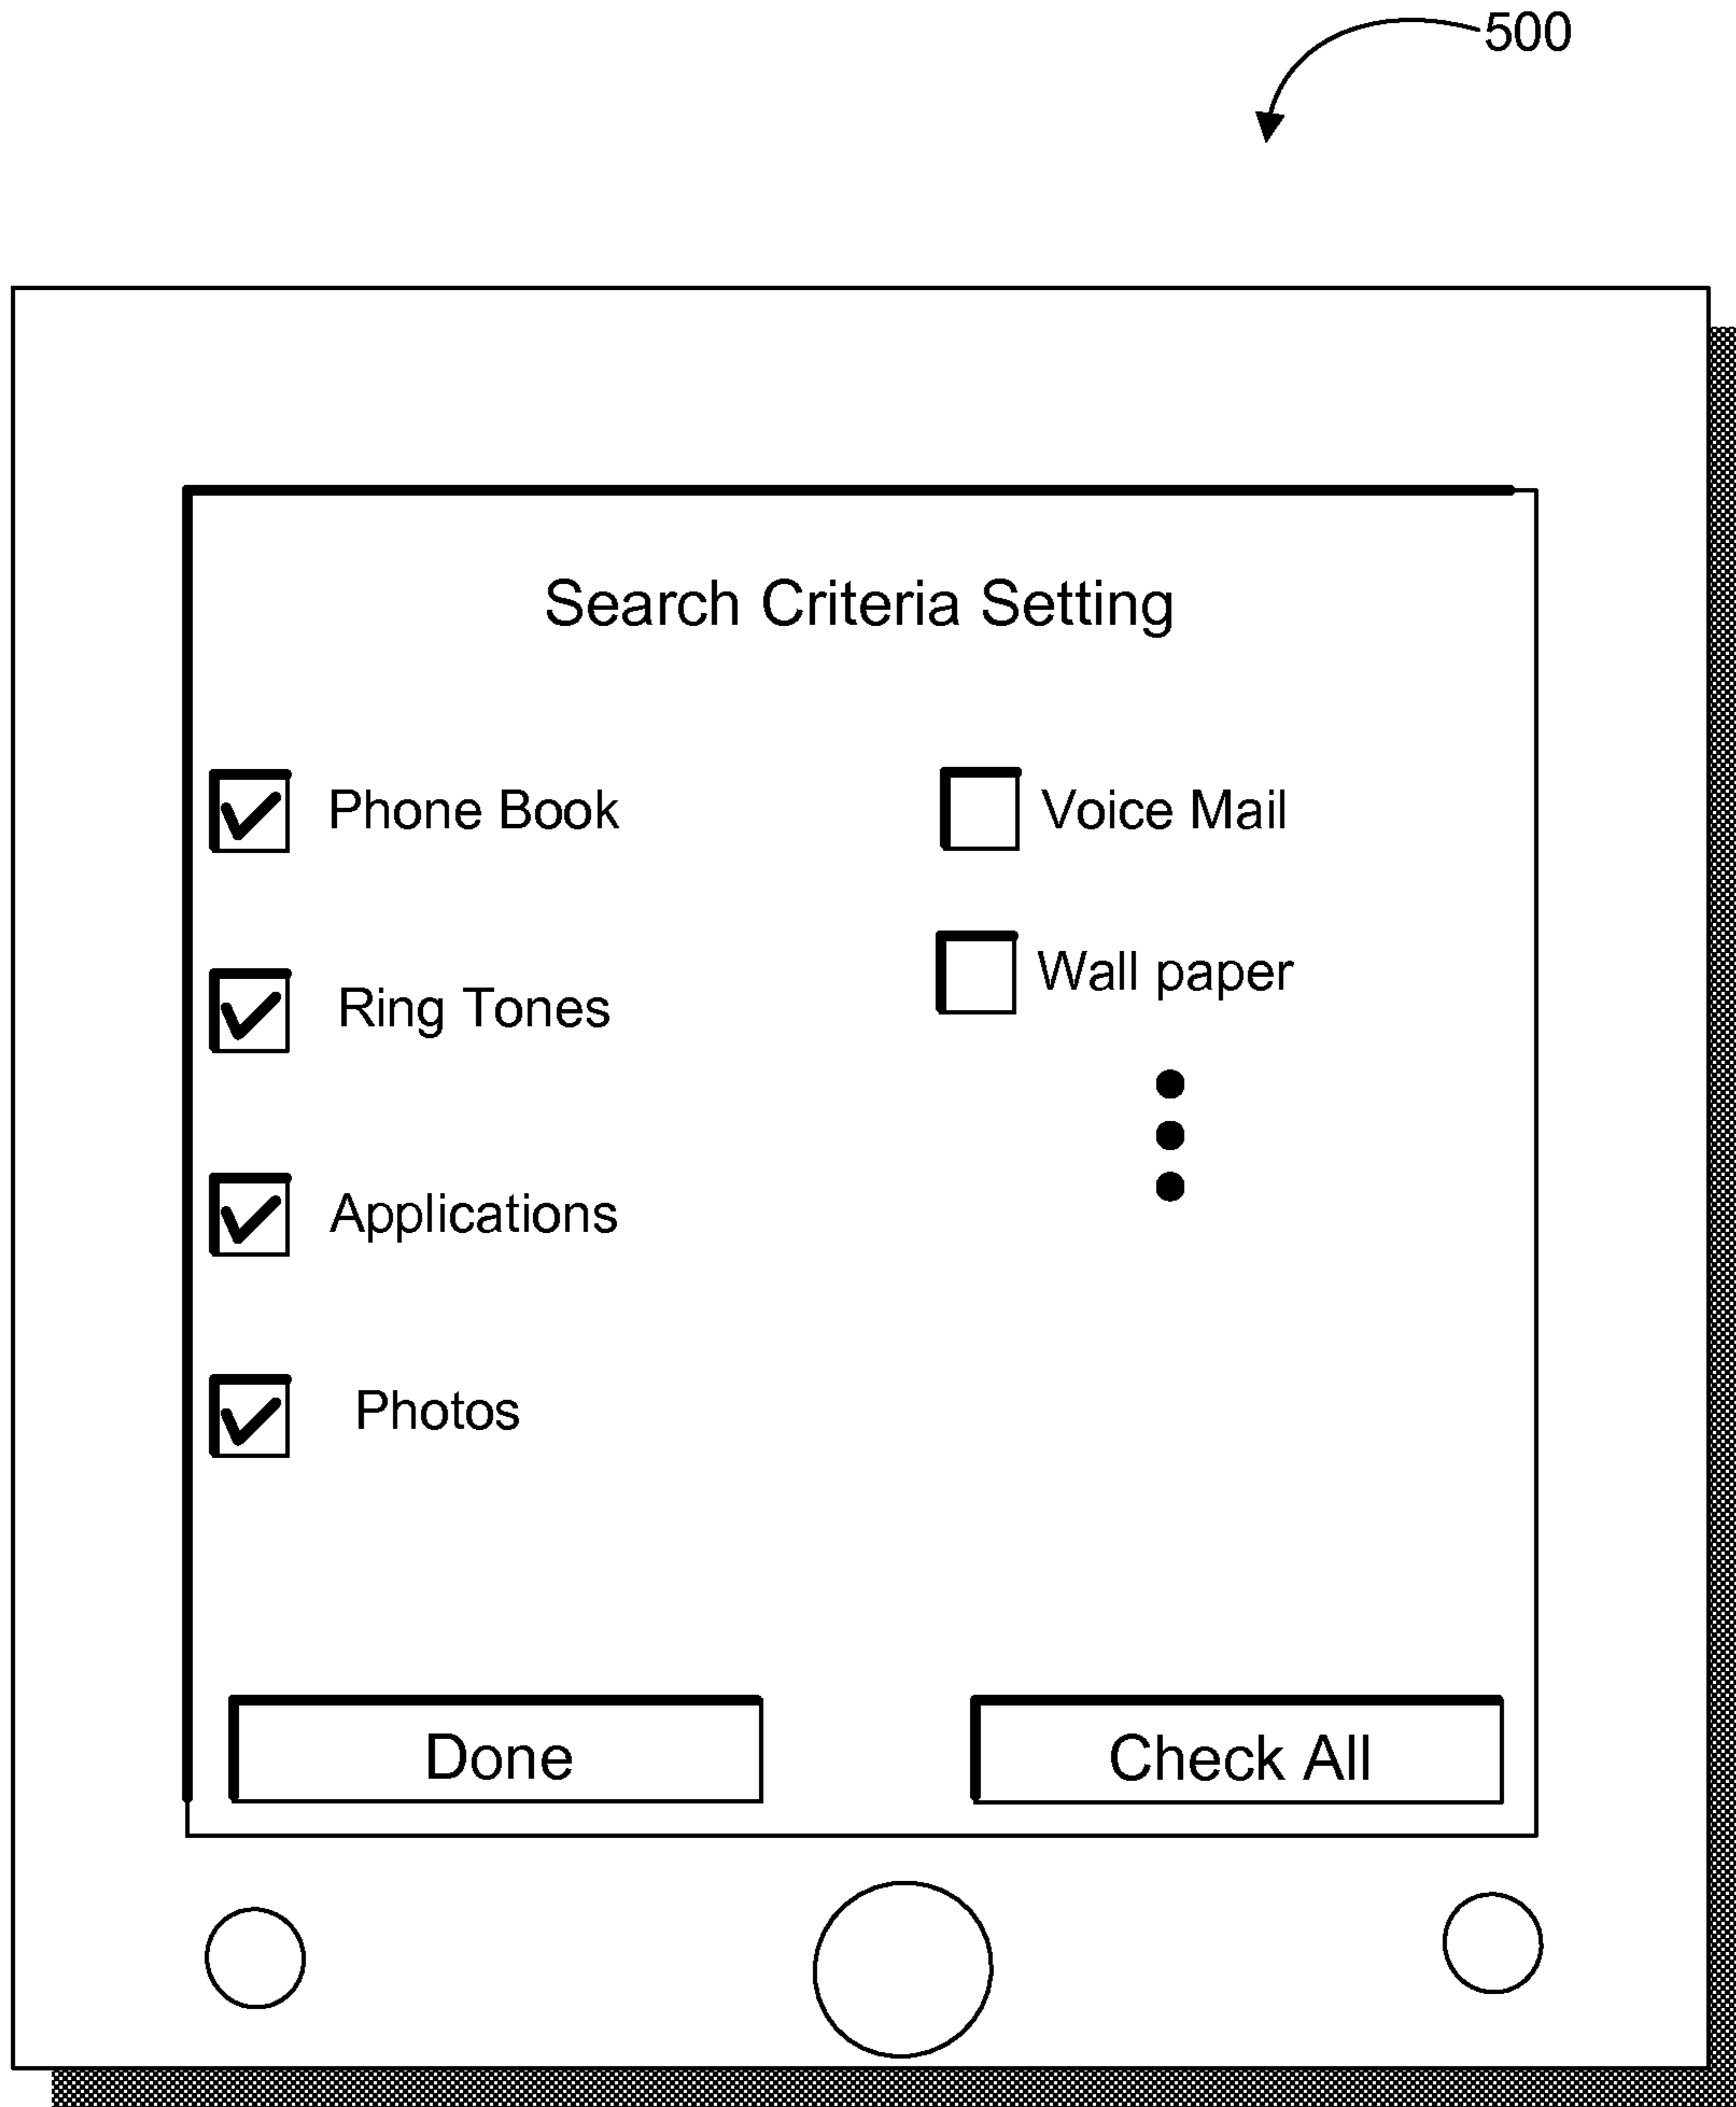 500
Search Criteria Setting
Phone Book
Voice Mail
Ring Tones
Wall paper
Applications
Photos
Done
Check All